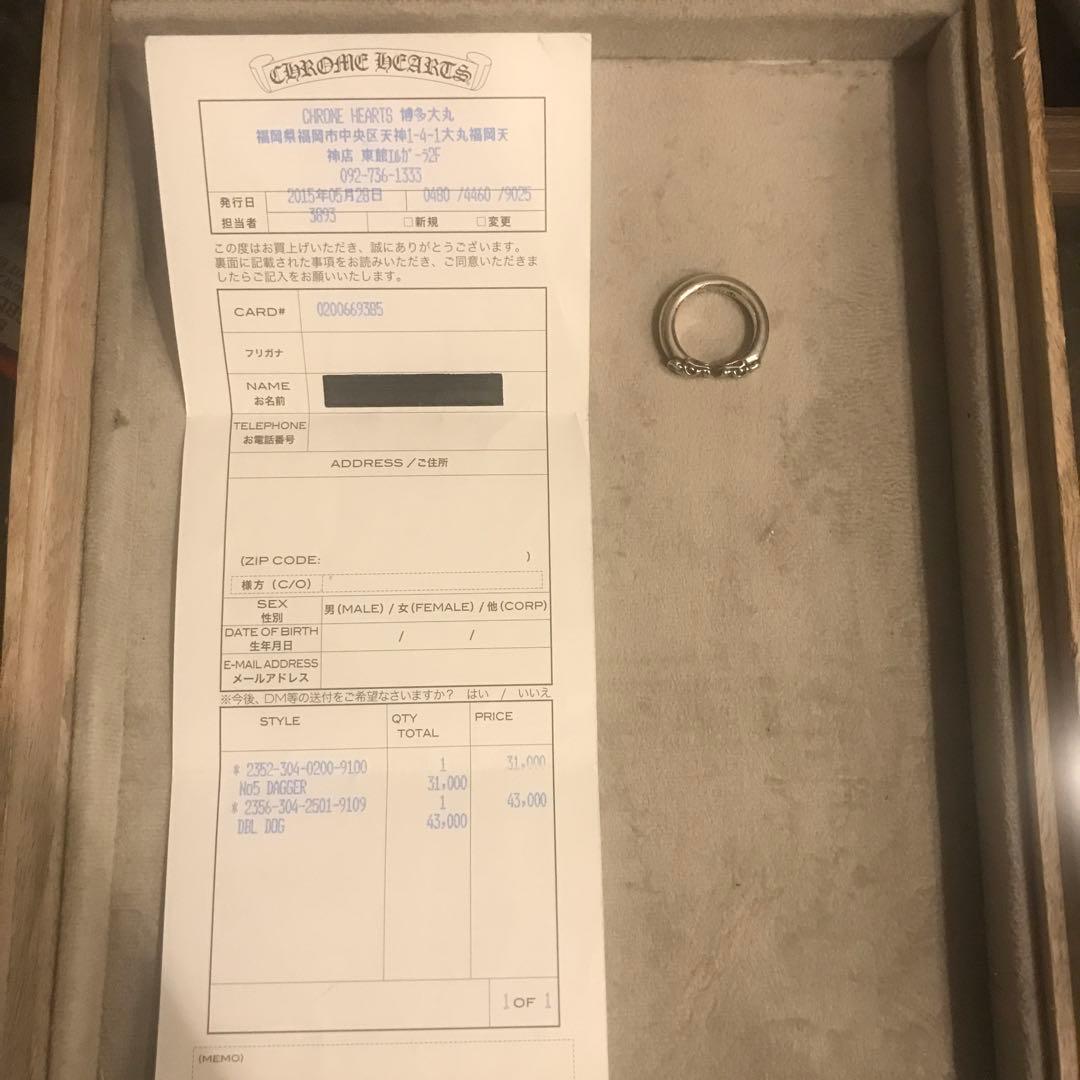 CHROME HEARTS
CHRONE HEARTS 博多大丸
福岡県福岡市中央区天神1-4-1大丸福岡天
神店 東館ｴﾙｶﾞｰﾗ2F
092-736-1333
発行日 2015年05月28日 0480 /4460 /9025
担当者 3893 □新規 □変更
この度はお買上げいただき、誠にありがとうございます。
裏面に記載された事項をお読みいただき、ご同意いただきま
したらご記入をお願いいたします。
CARD# 0200669385
フリガナ
NAME
お名前
TELEPHONE
お電話番号
ADDRESS／ご住所
(ZIP CODE: )
様方（C/O）
SEX
性別
男(MALE) / 女(FEMALE) / 他(CORP)
DATE OF BIRTH
生年月日
/ /
E-MAIL ADDRESS
メールアドレス
※今後、DM等の送付をご希望なさいますか？ はい / いいえ
STYLE QTY TOTAL PRICE
* 2352-304-0200-9100 1 31,000
No5 DAGGER 31,000
* 2356-304-2501-9109 1 43,000
DBL DOG 43,000
1 OF 1
(MEMO)